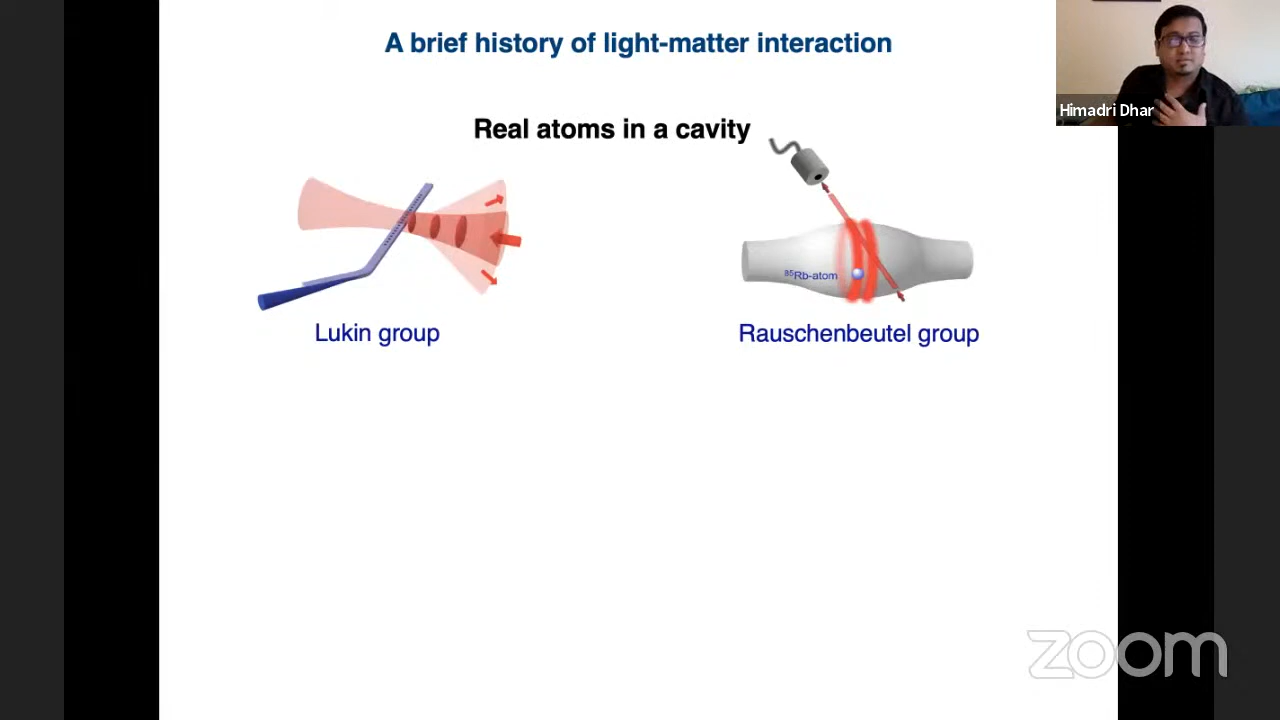 A brief history of light-matter interaction
Himadri Dhar
Real atoms in a cavity
⁸⁵Rb-atom
Lukin group
Rauschenbeutel group
zoom